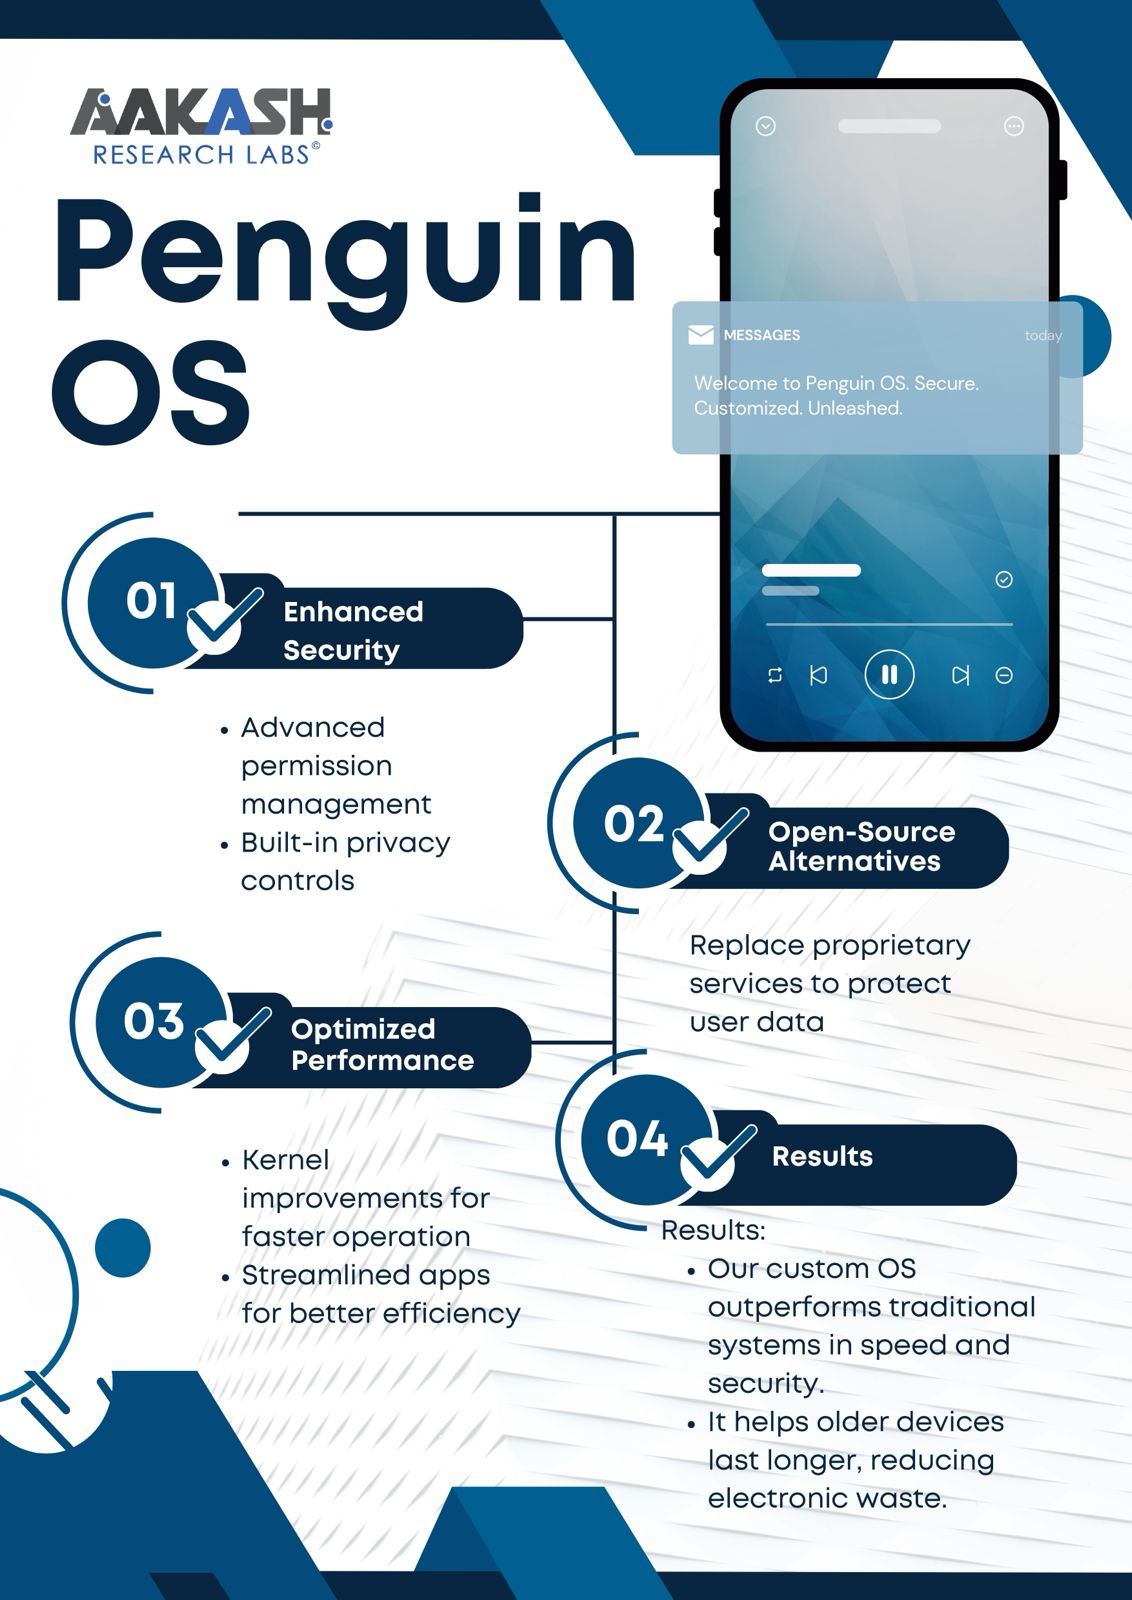 AAKASH
RESEARCH LABS©
Penguin
OS
MESSAGES
today
Welcome to Penguin OS. Secure.
Customized. Unleashed.
01
Enhanced
Security
• Advanced
permission
management
• Built-in privacy
controls
02
Open-Source
Alternatives
Replace proprietary
services to protect
user data
03
Optimized
Performance
• Kernel
improvements for
faster operation
• Streamlined apps
for better efficiency
04
Results
Results:
• Our custom OS
outperforms traditional
systems in speed and
security.
• It helps older devices
last longer, reducing
electronic waste.